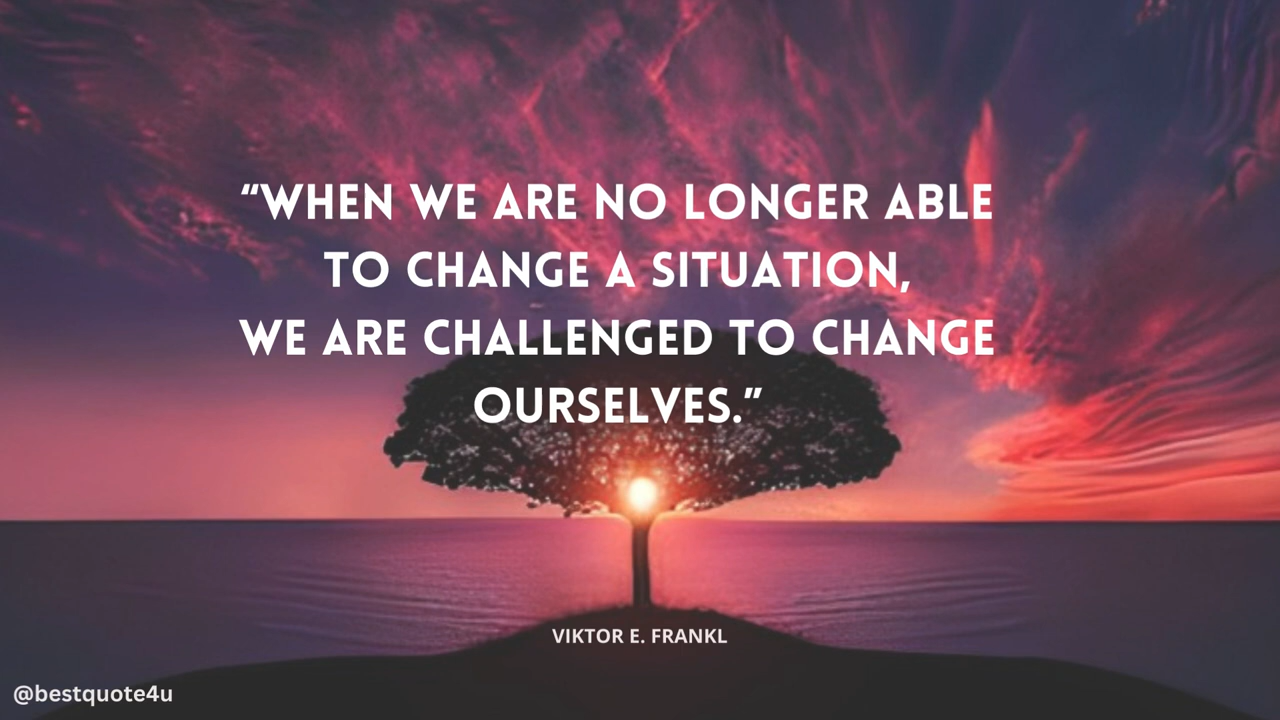 “WHEN WE ARE NO LONGER ABLE
TO CHANGE A SITUATION,
WE ARE CHALLENGED TO CHANGE
OURSELVES.”
VIKTOR E. FRANKL
@bestquote4u